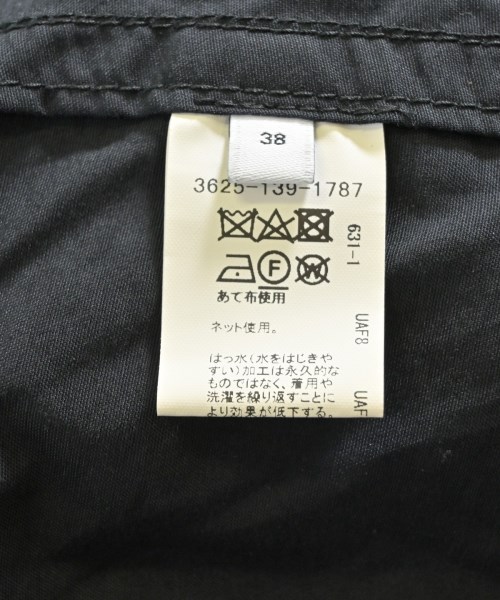 38
3625-139-1787
F
W
あて布使用
ネット使用。
はっ水(水をはじきや
すい)加工は永久的な
ものではなく、着用や
洗濯を繰り返すことに
より効果が低下する。
631-1
UAF8
UAF